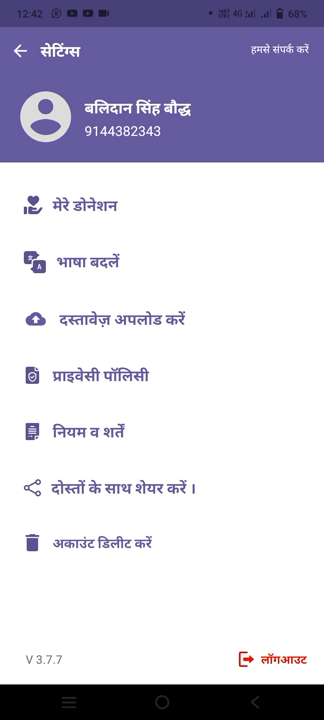 12:42 4G 68%
सेटिंग्स हमसे संपर्क करें
बलिदान सिंह बौद्ध
9144382343
मेरे डोनेशन
भाषा बदलें
दस्तावेज़ अपलोड करें
प्राइवेसी पॉलिसी
नियम व शर्तें
दोस्तों के साथ शेयर करें ।
अकाउंट डिलीट करें
V 3.7.7 लॉगआउट